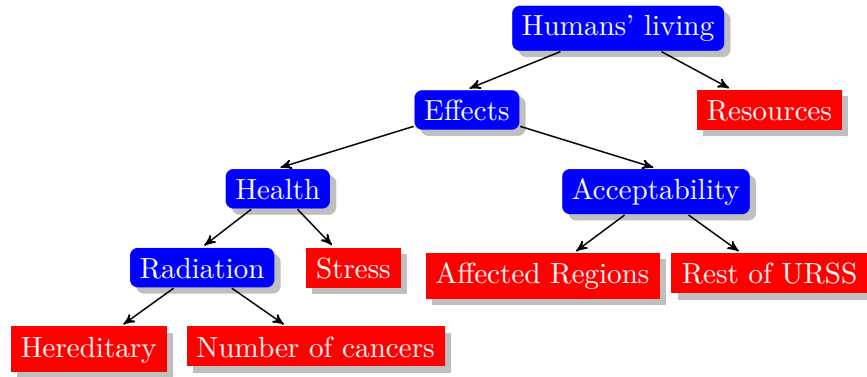 Humans' living
Effects
Resources
Health
Acceptability
Radiation
Stress
Affected Regions
Rest of URSS
Hereditary
Number of cancers